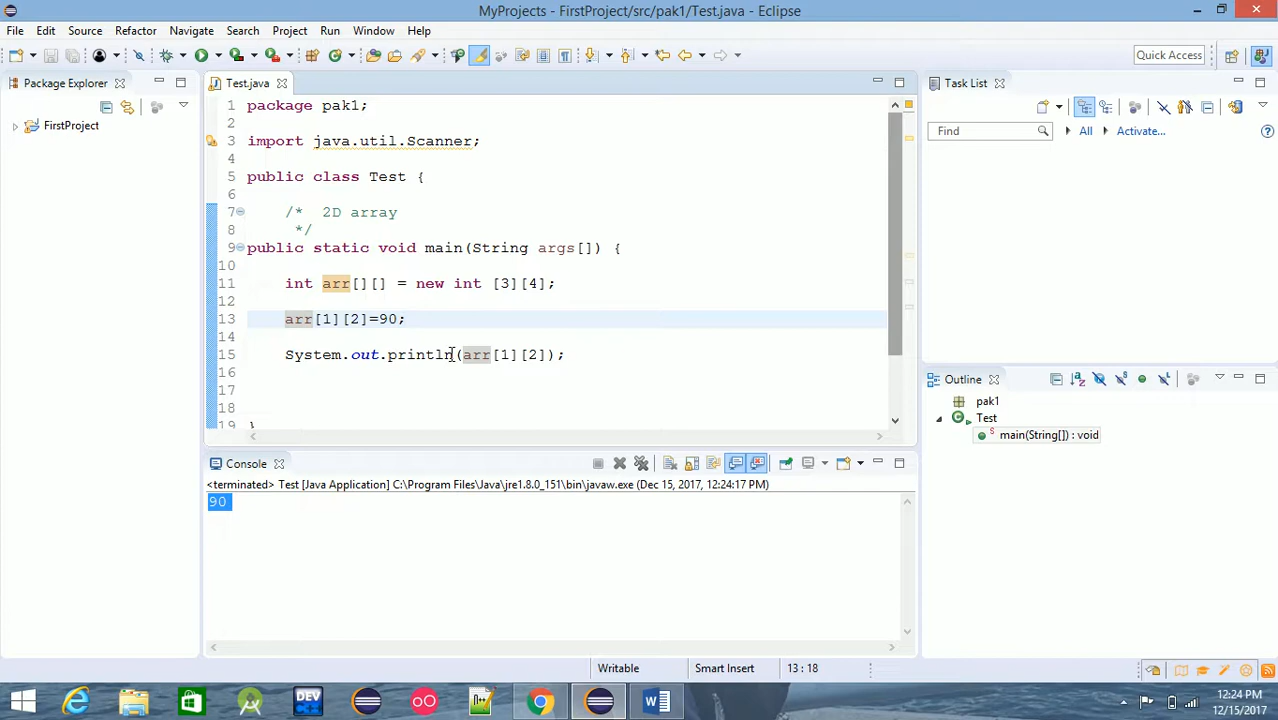 MyProjects - FirstProject/src/pak1/Test.java - Eclipse
File Edit Source Refactor Navigate Search Project Run Window Help
Quick Access
Package Explorer
FirstProject
Test.java
1 package pak1;
2
3 import java.util.Scanner;
4
5 public class Test {
6
7 /* 2D array
8 */
9 public static void main(String args[]) {
10
11 int arr[][] = new int [3][4];
12
13 arr[1][2]=90;
14
15 System.out.println(arr[1][2]);
16
17
18
19 }
Task List
Find All Activate...
Outline
pak1
Test
main(String[]) : void
Console
<terminated> Test [Java Application] C:\Program Files\Java\jre1.8.0_151\bin\javaw.exe (Dec 15, 2017, 12:24:17 PM)
90
Writable Smart Insert 13 : 18
DEV
12:24 PM
12/15/2017